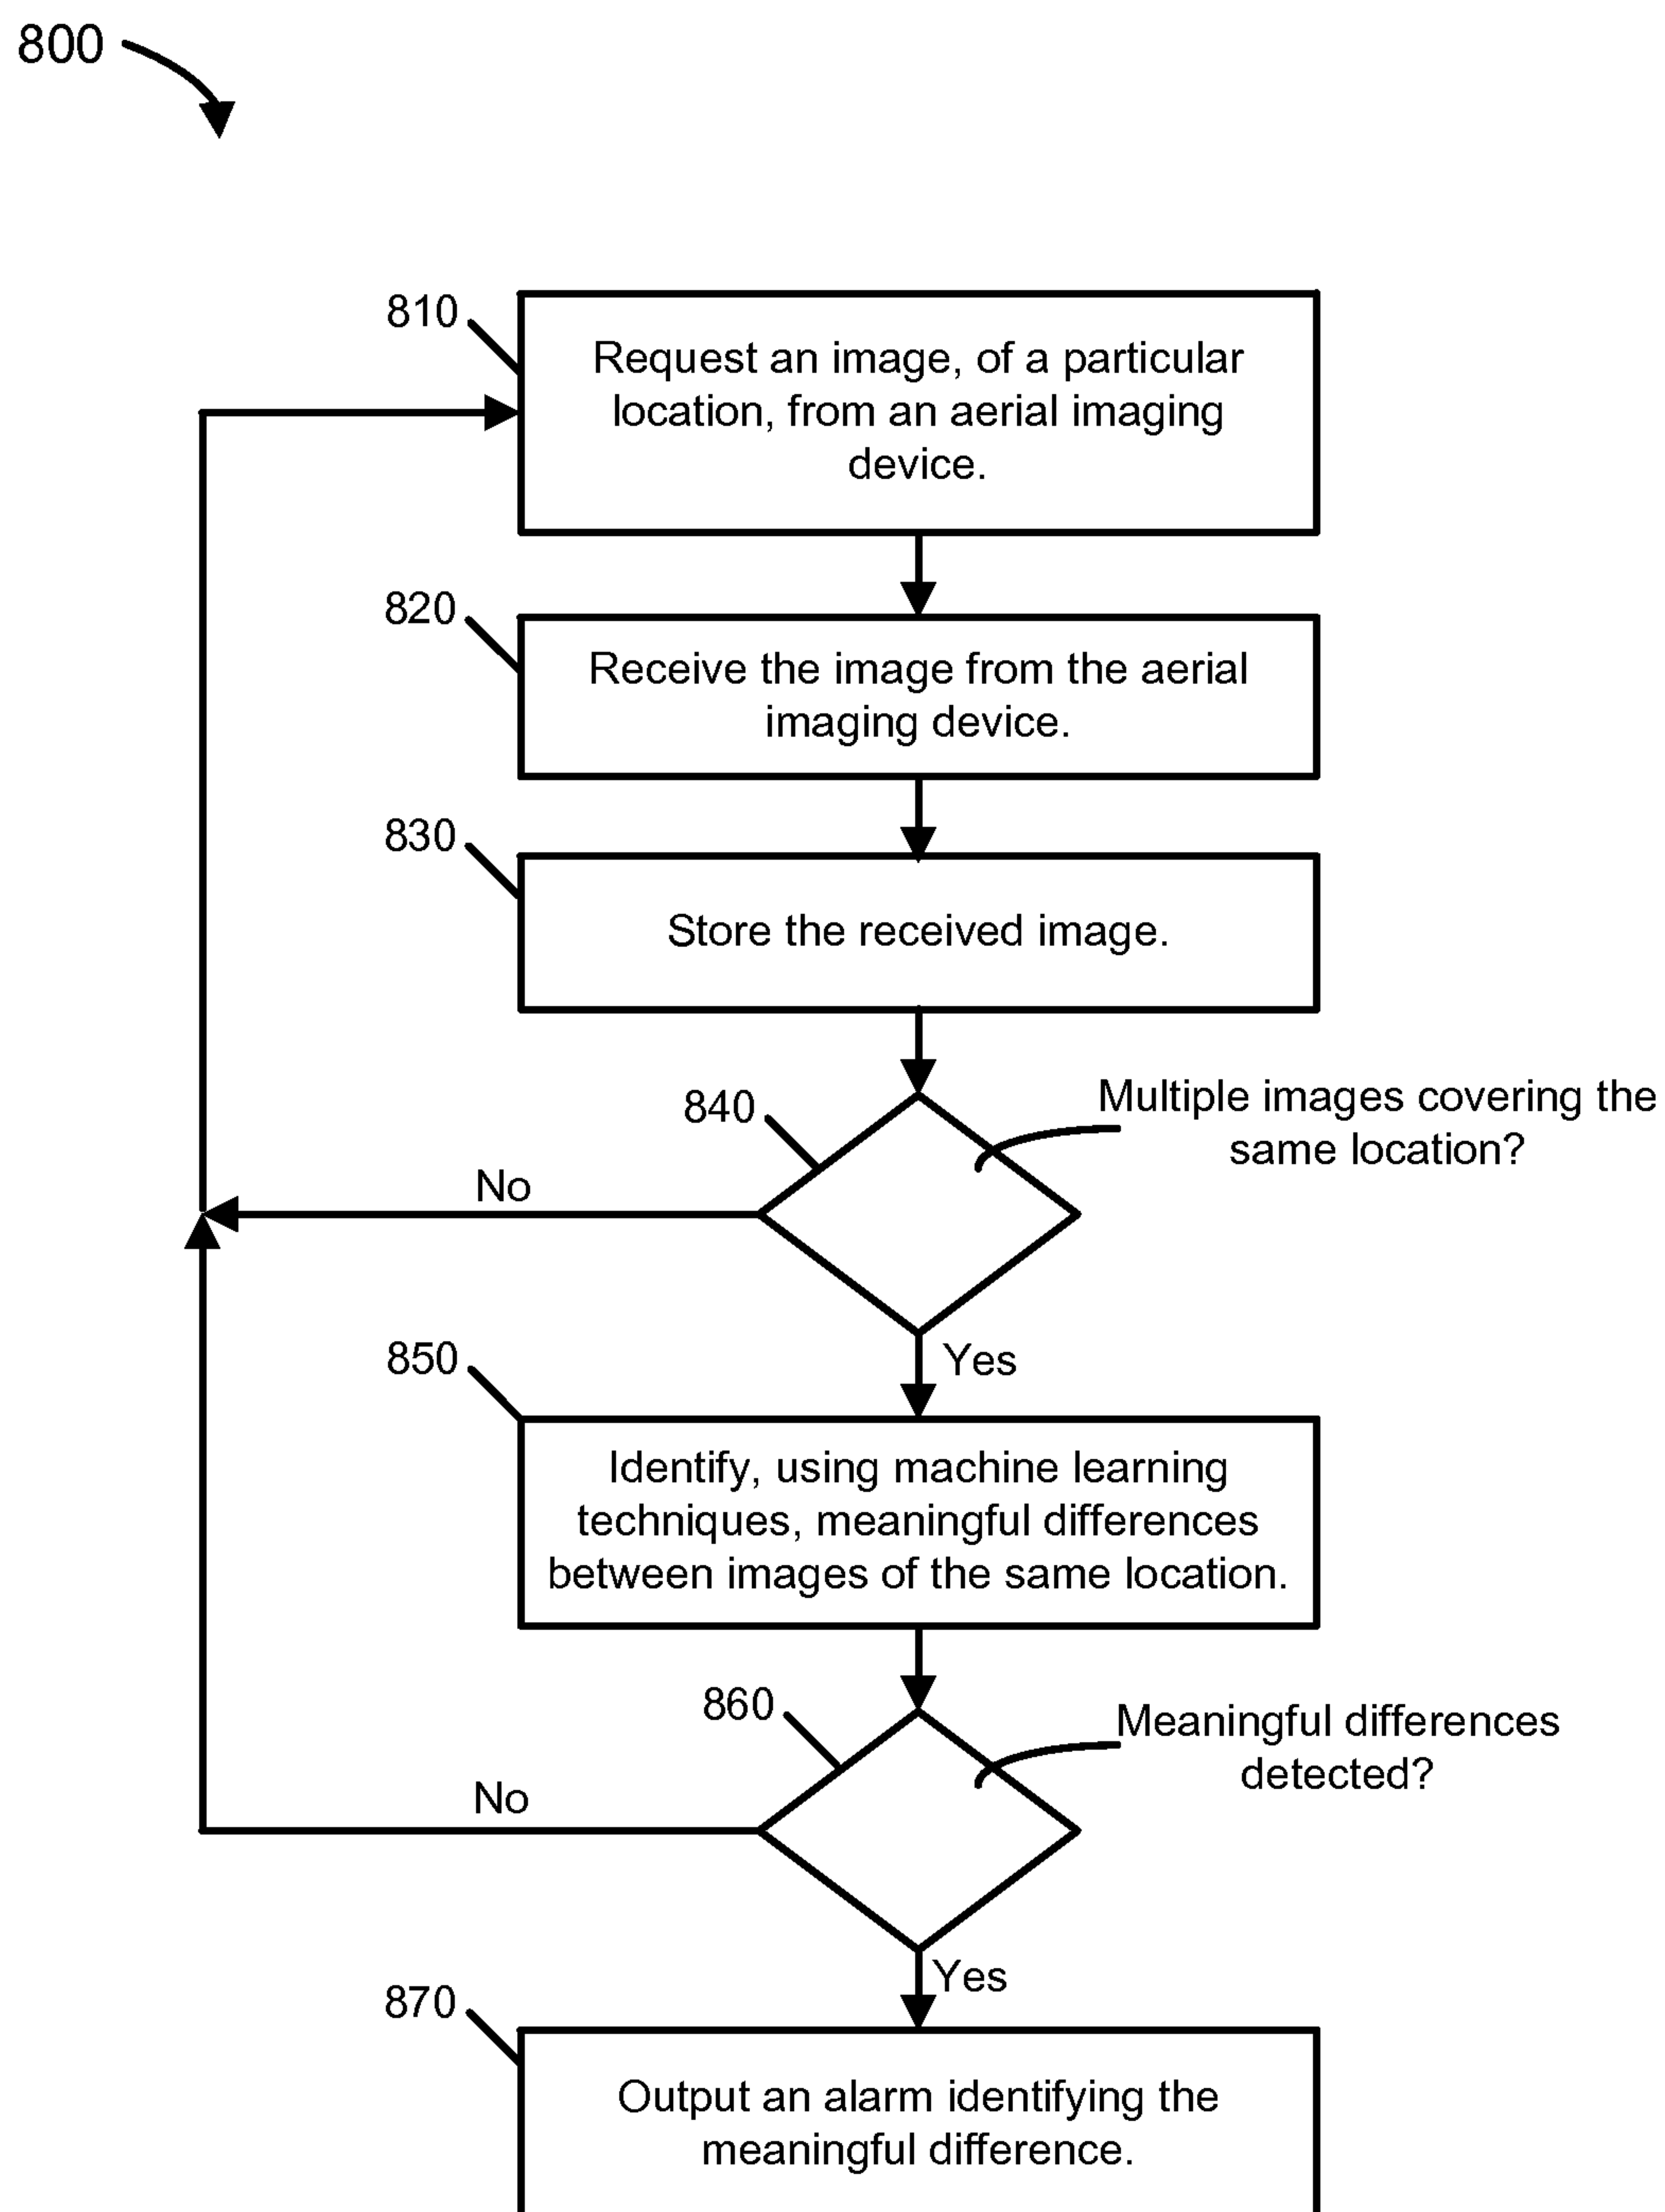 800
810
Request an image, of a particular
location, from an aerial imaging
device.
820
Receive the image from the aerial
imaging device.
830
Store the received image.
840
Multiple images covering the
same location?
No
Yes
850
Identify, using machine learning
techniques, meaningful differences
between images of the same location.
860
Meaningful differences
detected?
No
Yes
870
Output an alarm identifying the
meaningful difference.